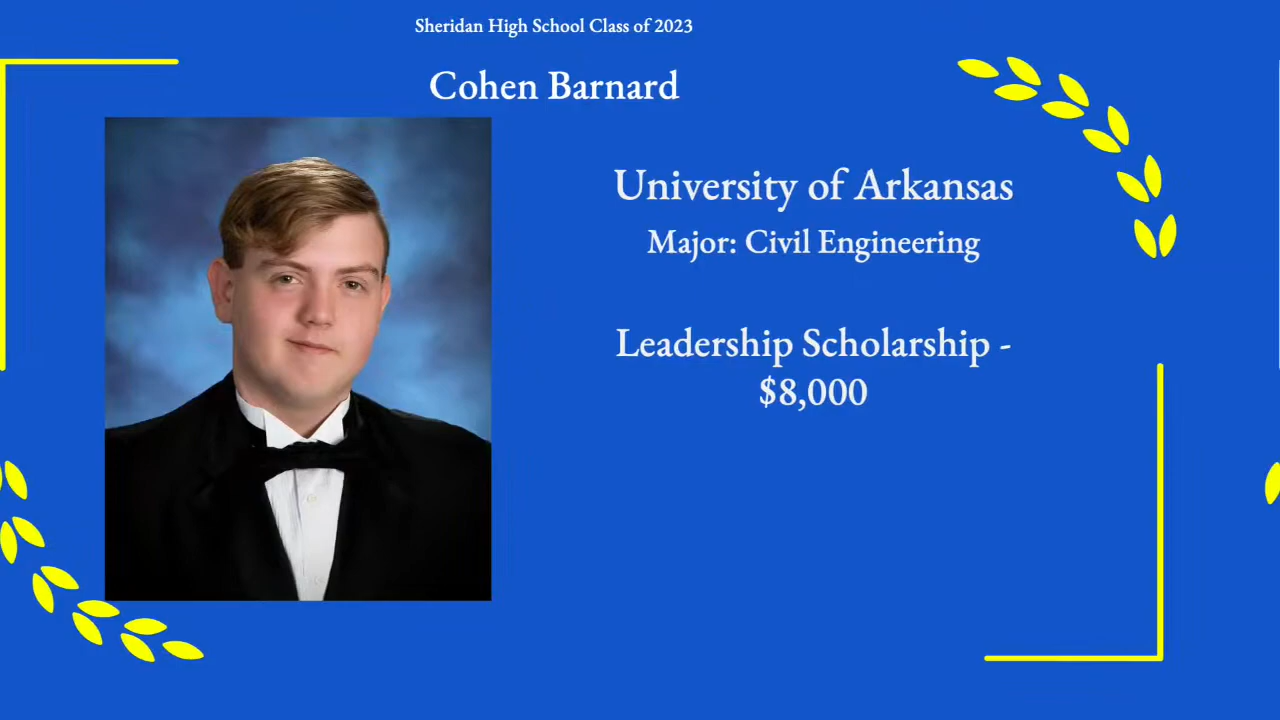 Sheridan High School Class of 2023
Cohen Barnard
University of Arkansas
Major: Civil Engineering
Leadership Scholarship -
$8,000